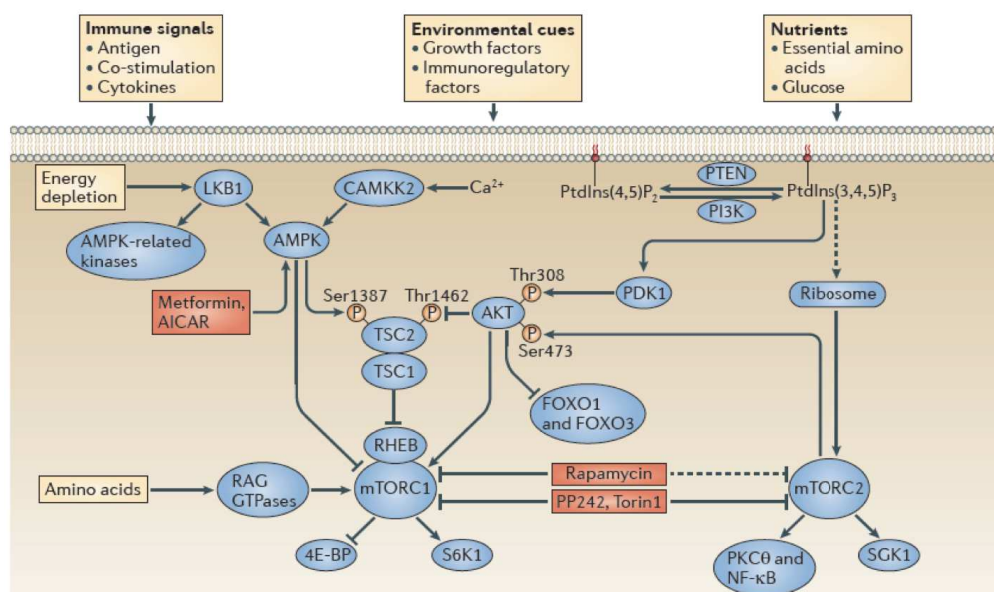 Immune signals
• Antigen
• Co-stimulation
• Cytokines
Environmental cues
• Growth factors
• Immunoregulatory
factors
Nutrients
• Essential amino
acids
• Glucose
Energy
depletion
LKB1
CAMKK2
Ca²⁺
PtdIns(4,5)P₂
PTEN
PI3K
PtdIns(3,4,5)P₃
AMPK-related
kinases
AMPK
Metformin,
AICAR
Ser1387
P
Thr1462
P
TSC2
TSC1
AKT
Thr308
P
P
Ser473
PDK1
Ribosome
FOXO1
and FOXO3
RHEB
Amino acids
RAG
GTPases
mTORC1
Rapamycin
PP242, Torin1
mTORC2
4E-BP
S6K1
PKCθ and
NF-κB
SGK1